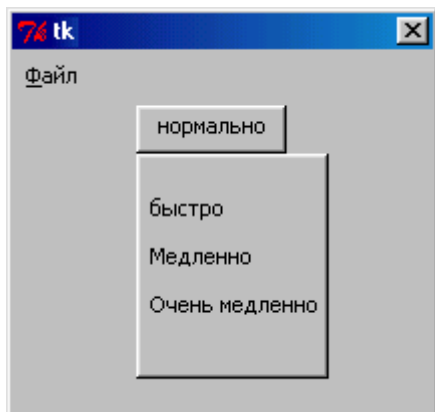 tk
Файл
нормально
быстро
Медленно
Очень медленно